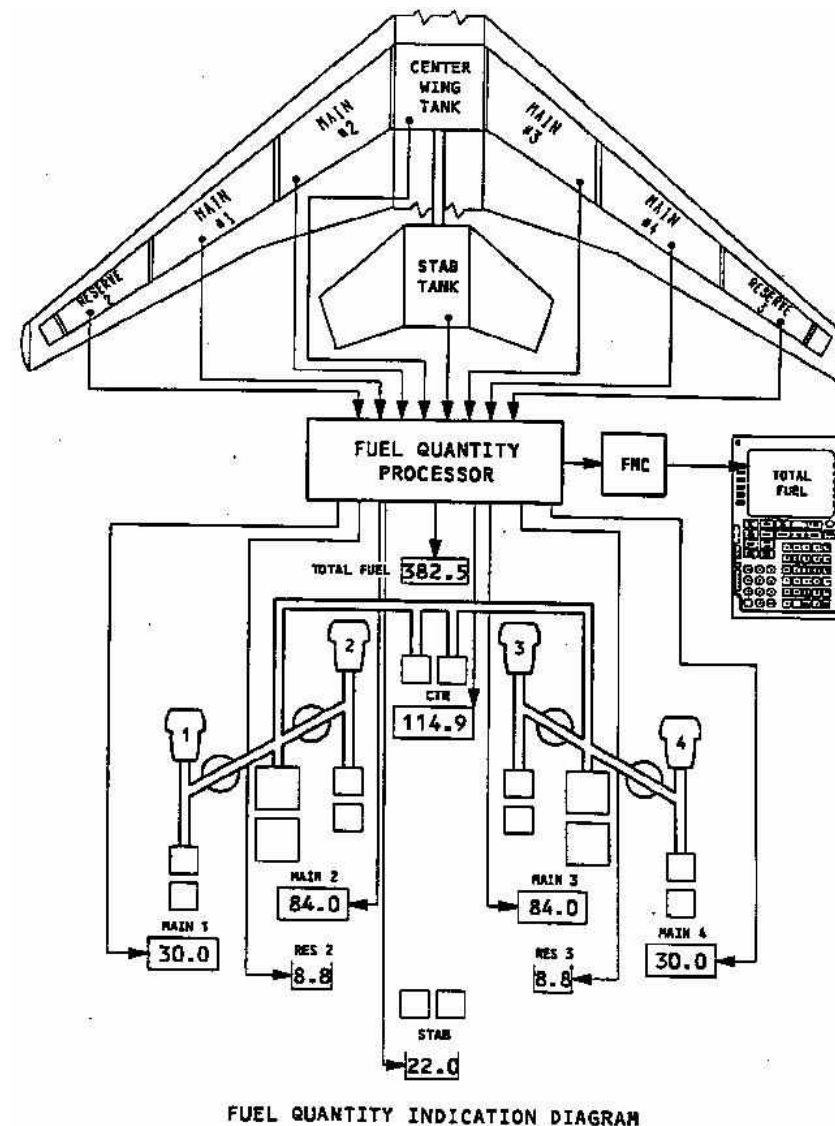 CENTER
WING
TANK
MAIN
#2
MAIN
#3
MAIN
#1
MAIN
#4
STAB
TANK
RESERVE
2
RESERVE
3
FUEL QUANTITY
PROCESSOR
FMC
TOTAL
FUEL
TOTAL FUEL 382.5
2
3
CTR
114.9
1
4
MAIN 2
84.0
MAIN 3
84.0
MAIN 1
30.0
MAIN 4
30.0
RES 2
8.8
RES 3
8.8
STAB
22.0
FUEL QUANTITY INDICATION DIAGRAM